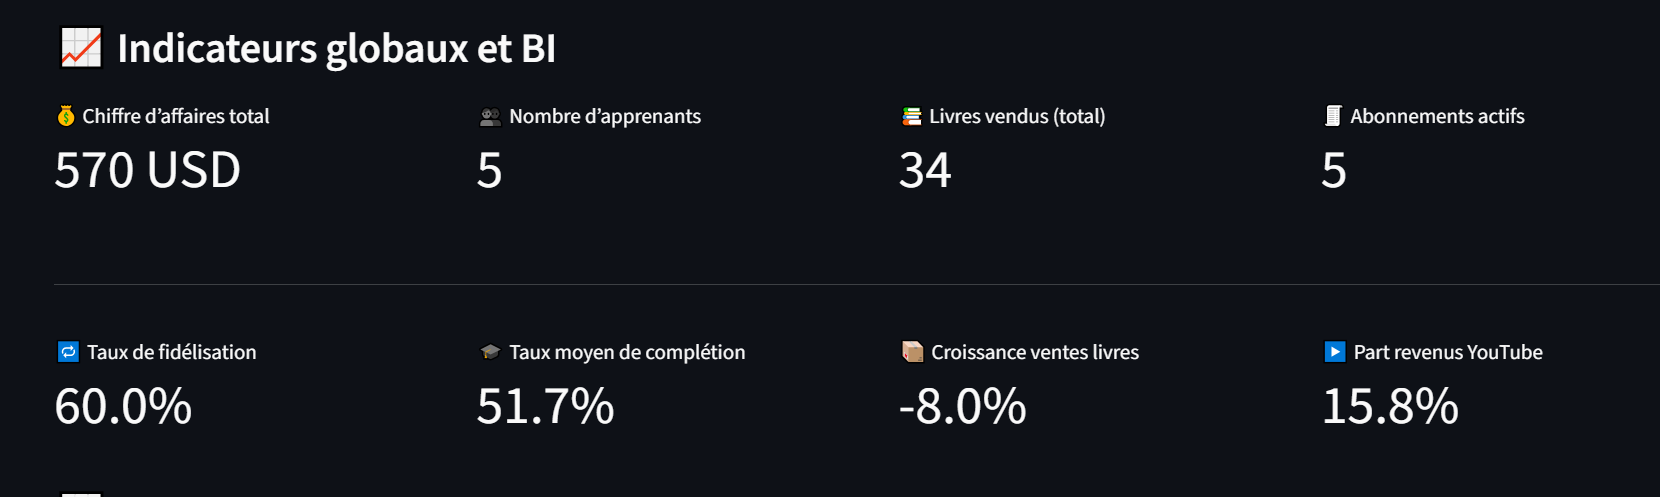 Indicateurs globaux et BI
Chiffre d’affaires total
570 USD
Nombre d’apprenants
5
Livres vendus (total)
34
Abonnements actifs
5
Taux de fidélisation
60.0%
Taux moyen de complétion
51.7%
Croissance ventes livres
-8.0%
Part revenus YouTube
15.8%